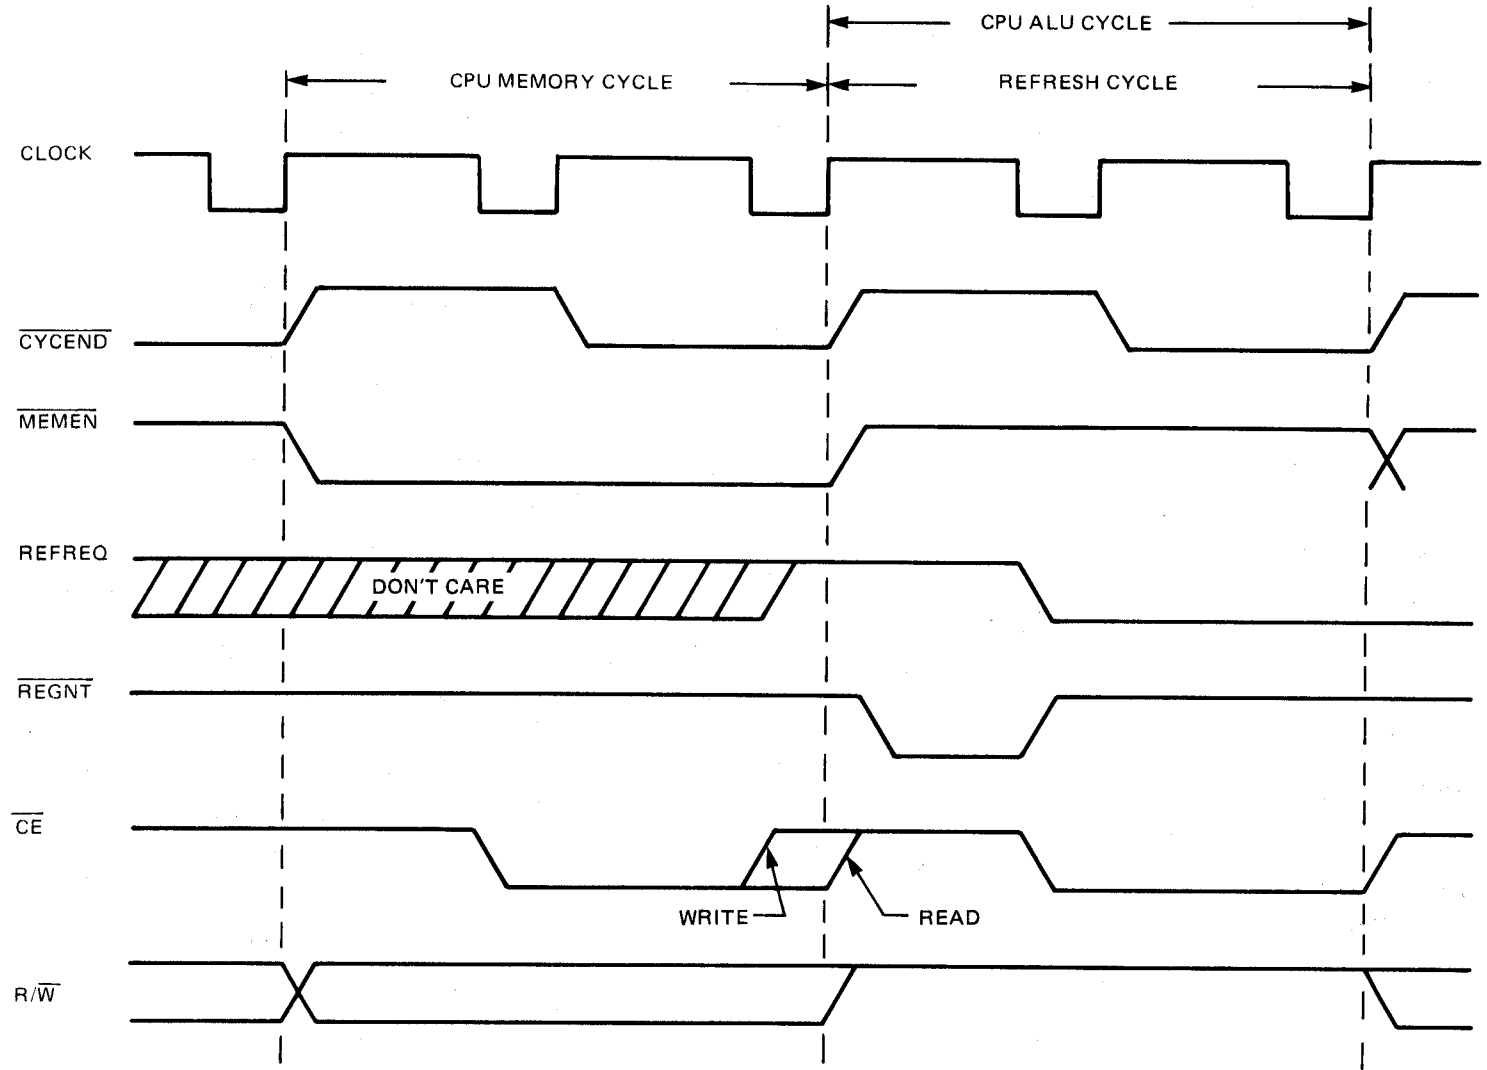 CPU ALU CYCLE
CPU MEMORY CYCLE
REFRESH CYCLE
CLOCK
CYCEND
MEMEN
REFREQ
DON'T CARE
REGNT
CE
WRITE
READ
R/W